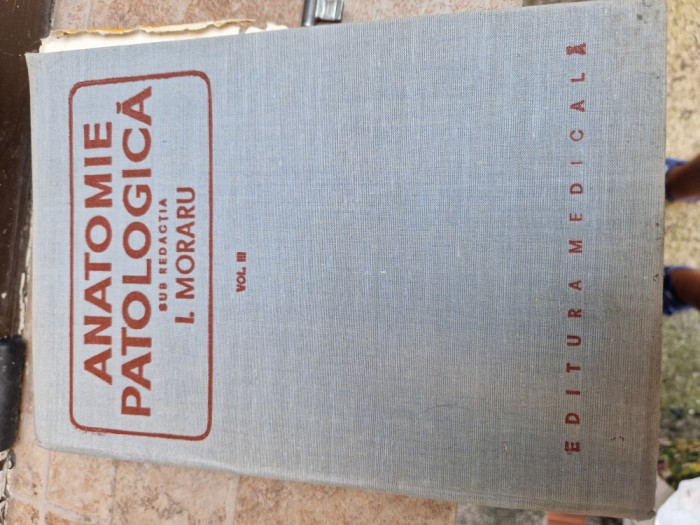 ANATOMIE
PATOLOGICĂ
SUB REDACȚIA
I. MORARU
VOL. III
EDITURA MEDICALĂ